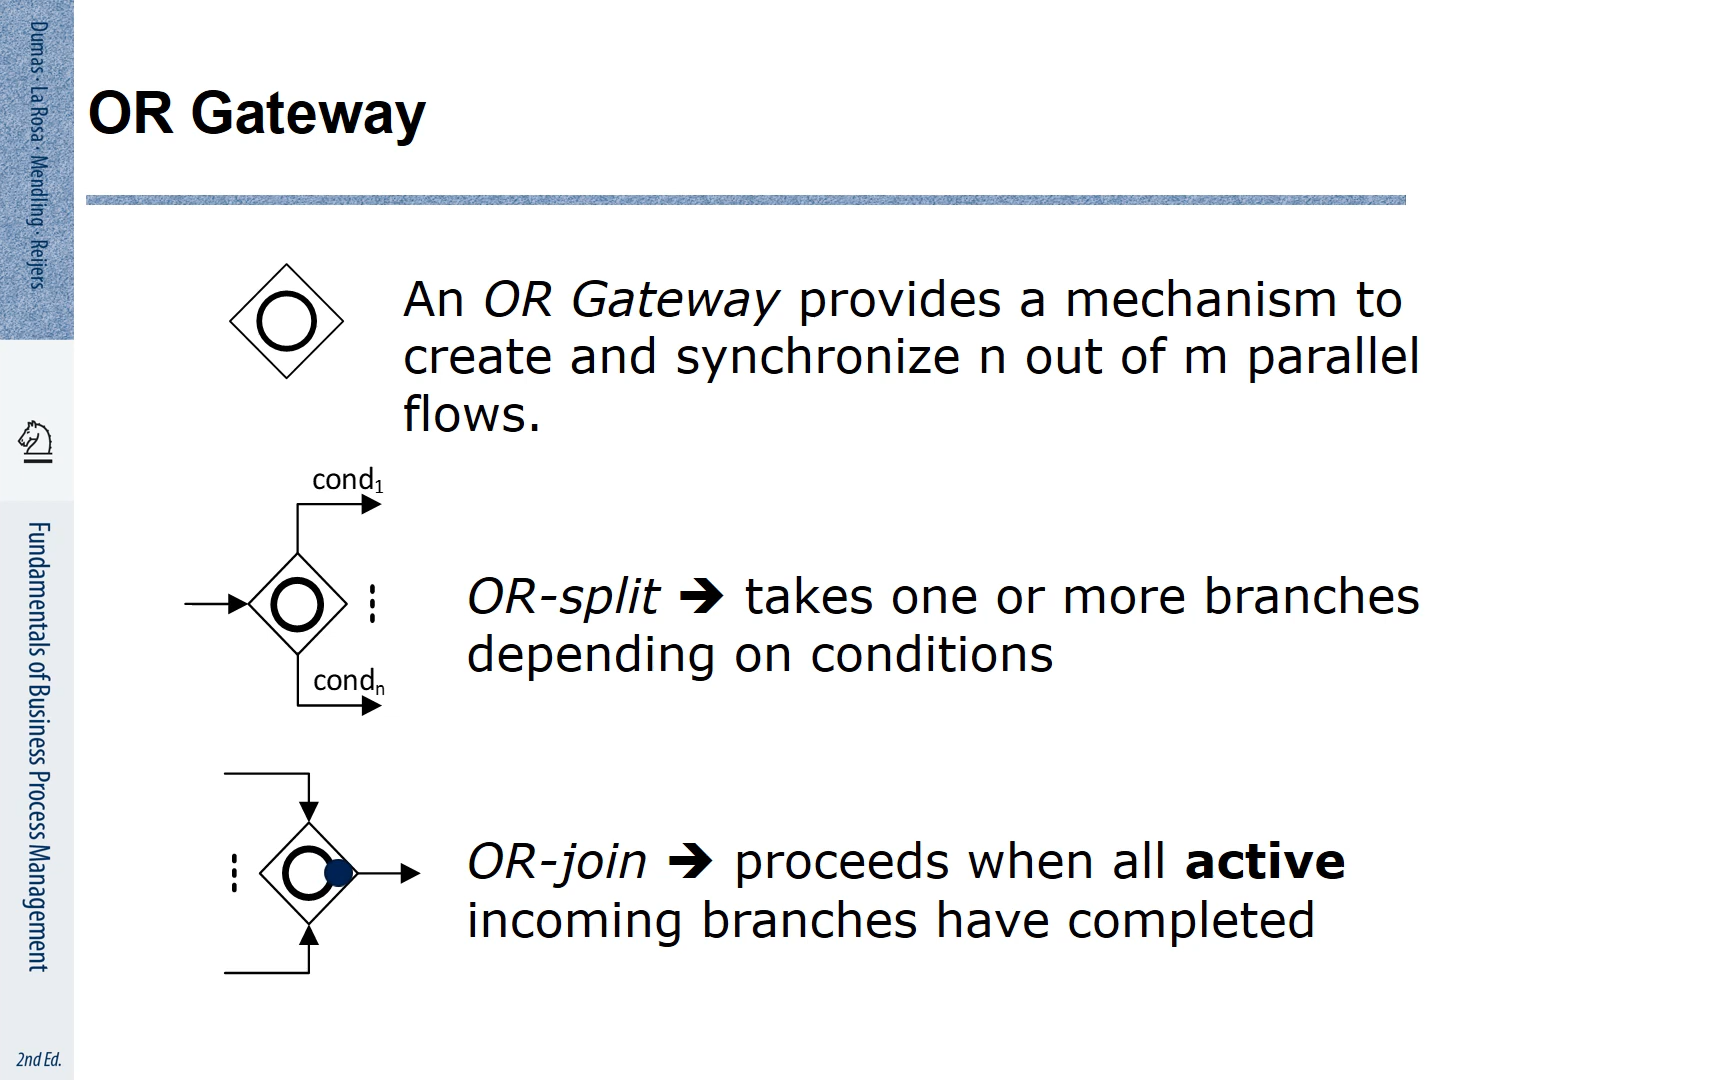 Dumas · La Rosa · Mendling · Reijers
Fundamentals of Business Process Management
2nd Ed.
OR Gateway
An OR Gateway provides a mechanism to
create and synchronize n out of m parallel
flows.
cond1
condn
OR-split ➔ takes one or more branches
depending on conditions
OR-join ➔ proceeds when all active
incoming branches have completed